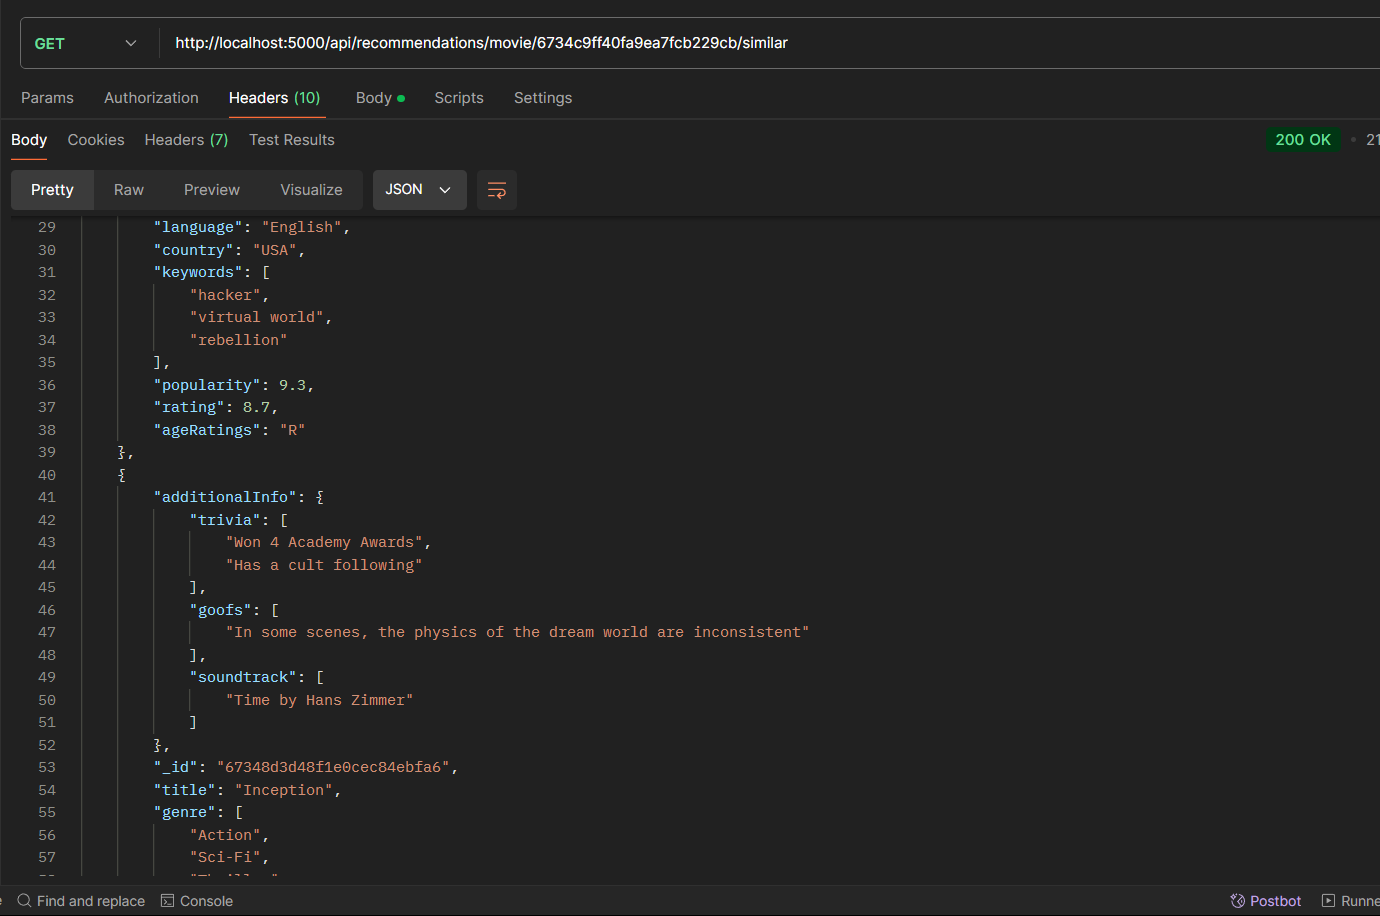 GET http://localhost:5000/api/recommendations/movie/6734c9ff40fa9ea7fcb229cb/similar
Params Authorization Headers (10) Body Scripts Settings
Body Cookies Headers (7) Test Results 200 OK 21
Pretty Raw Preview Visualize JSON
29 "language": "English",
30 "country": "USA",
31 "keywords": [
32 "hacker",
33 "virtual world",
34 "rebellion"
35 ],
36 "popularity": 9.3,
37 "rating": 8.7,
38 "ageRatings": "R"
39 },
40 {
41 "additionalInfo": {
42 "trivia": [
43 "Won 4 Academy Awards",
44 "Has a cult following"
45 ],
46 "goofs": [
47 "In some scenes, the physics of the dream world are inconsistent"
48 ],
49 "soundtrack": [
50 "Time by Hans Zimmer"
51 ]
52 },
53 "_id": "67348d3d48f1e0cec84ebfa6",
54 "title": "Inception",
55 "genre": [
56 "Action",
57 "Sci-Fi",
Find and replace Console Postbot Runne